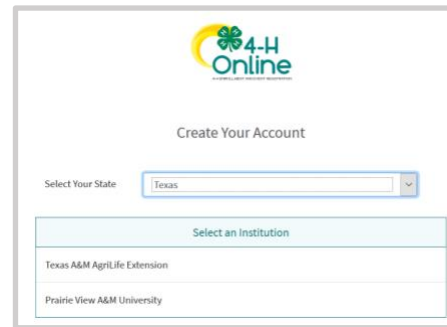 4-H
Online
Create Your Account
Select Your State
Texas
Select an Institution
Texas A&M AgriLife Extension
Prairie View A&M University